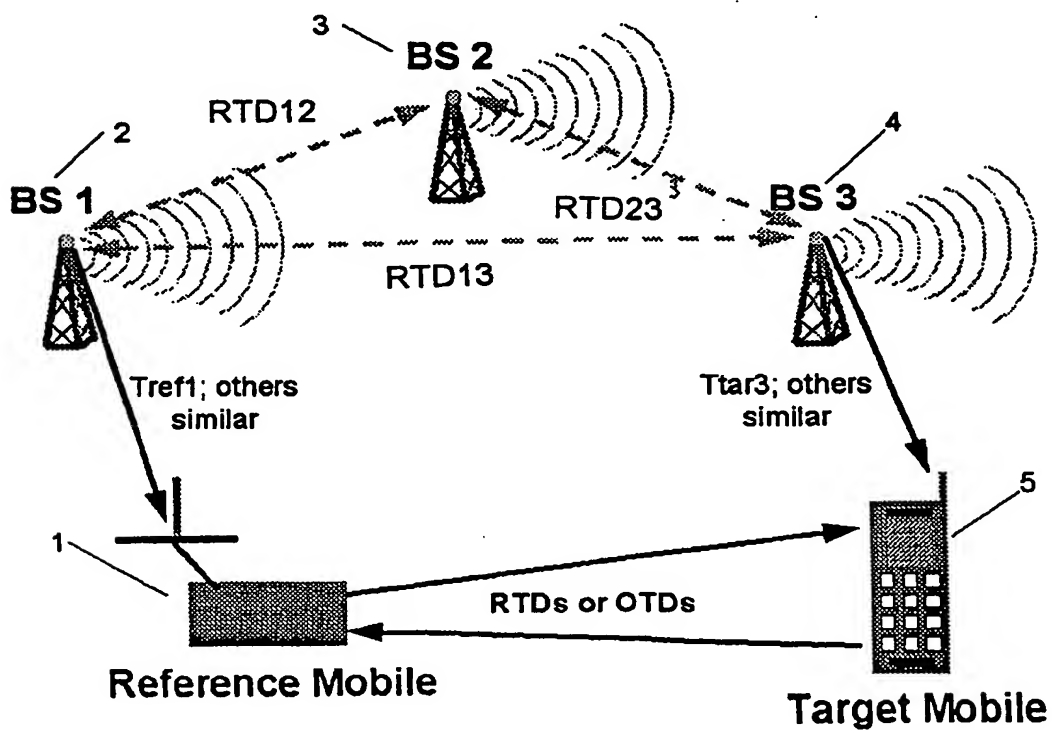 3
BS 2
RTD12
2
4
BS 1
3
BS 3
RTD23
RTD13
Tref1; others
similar
Ttar3; others
similar
5
1
RTDs or OTDs
Reference Mobile
Target Mobile